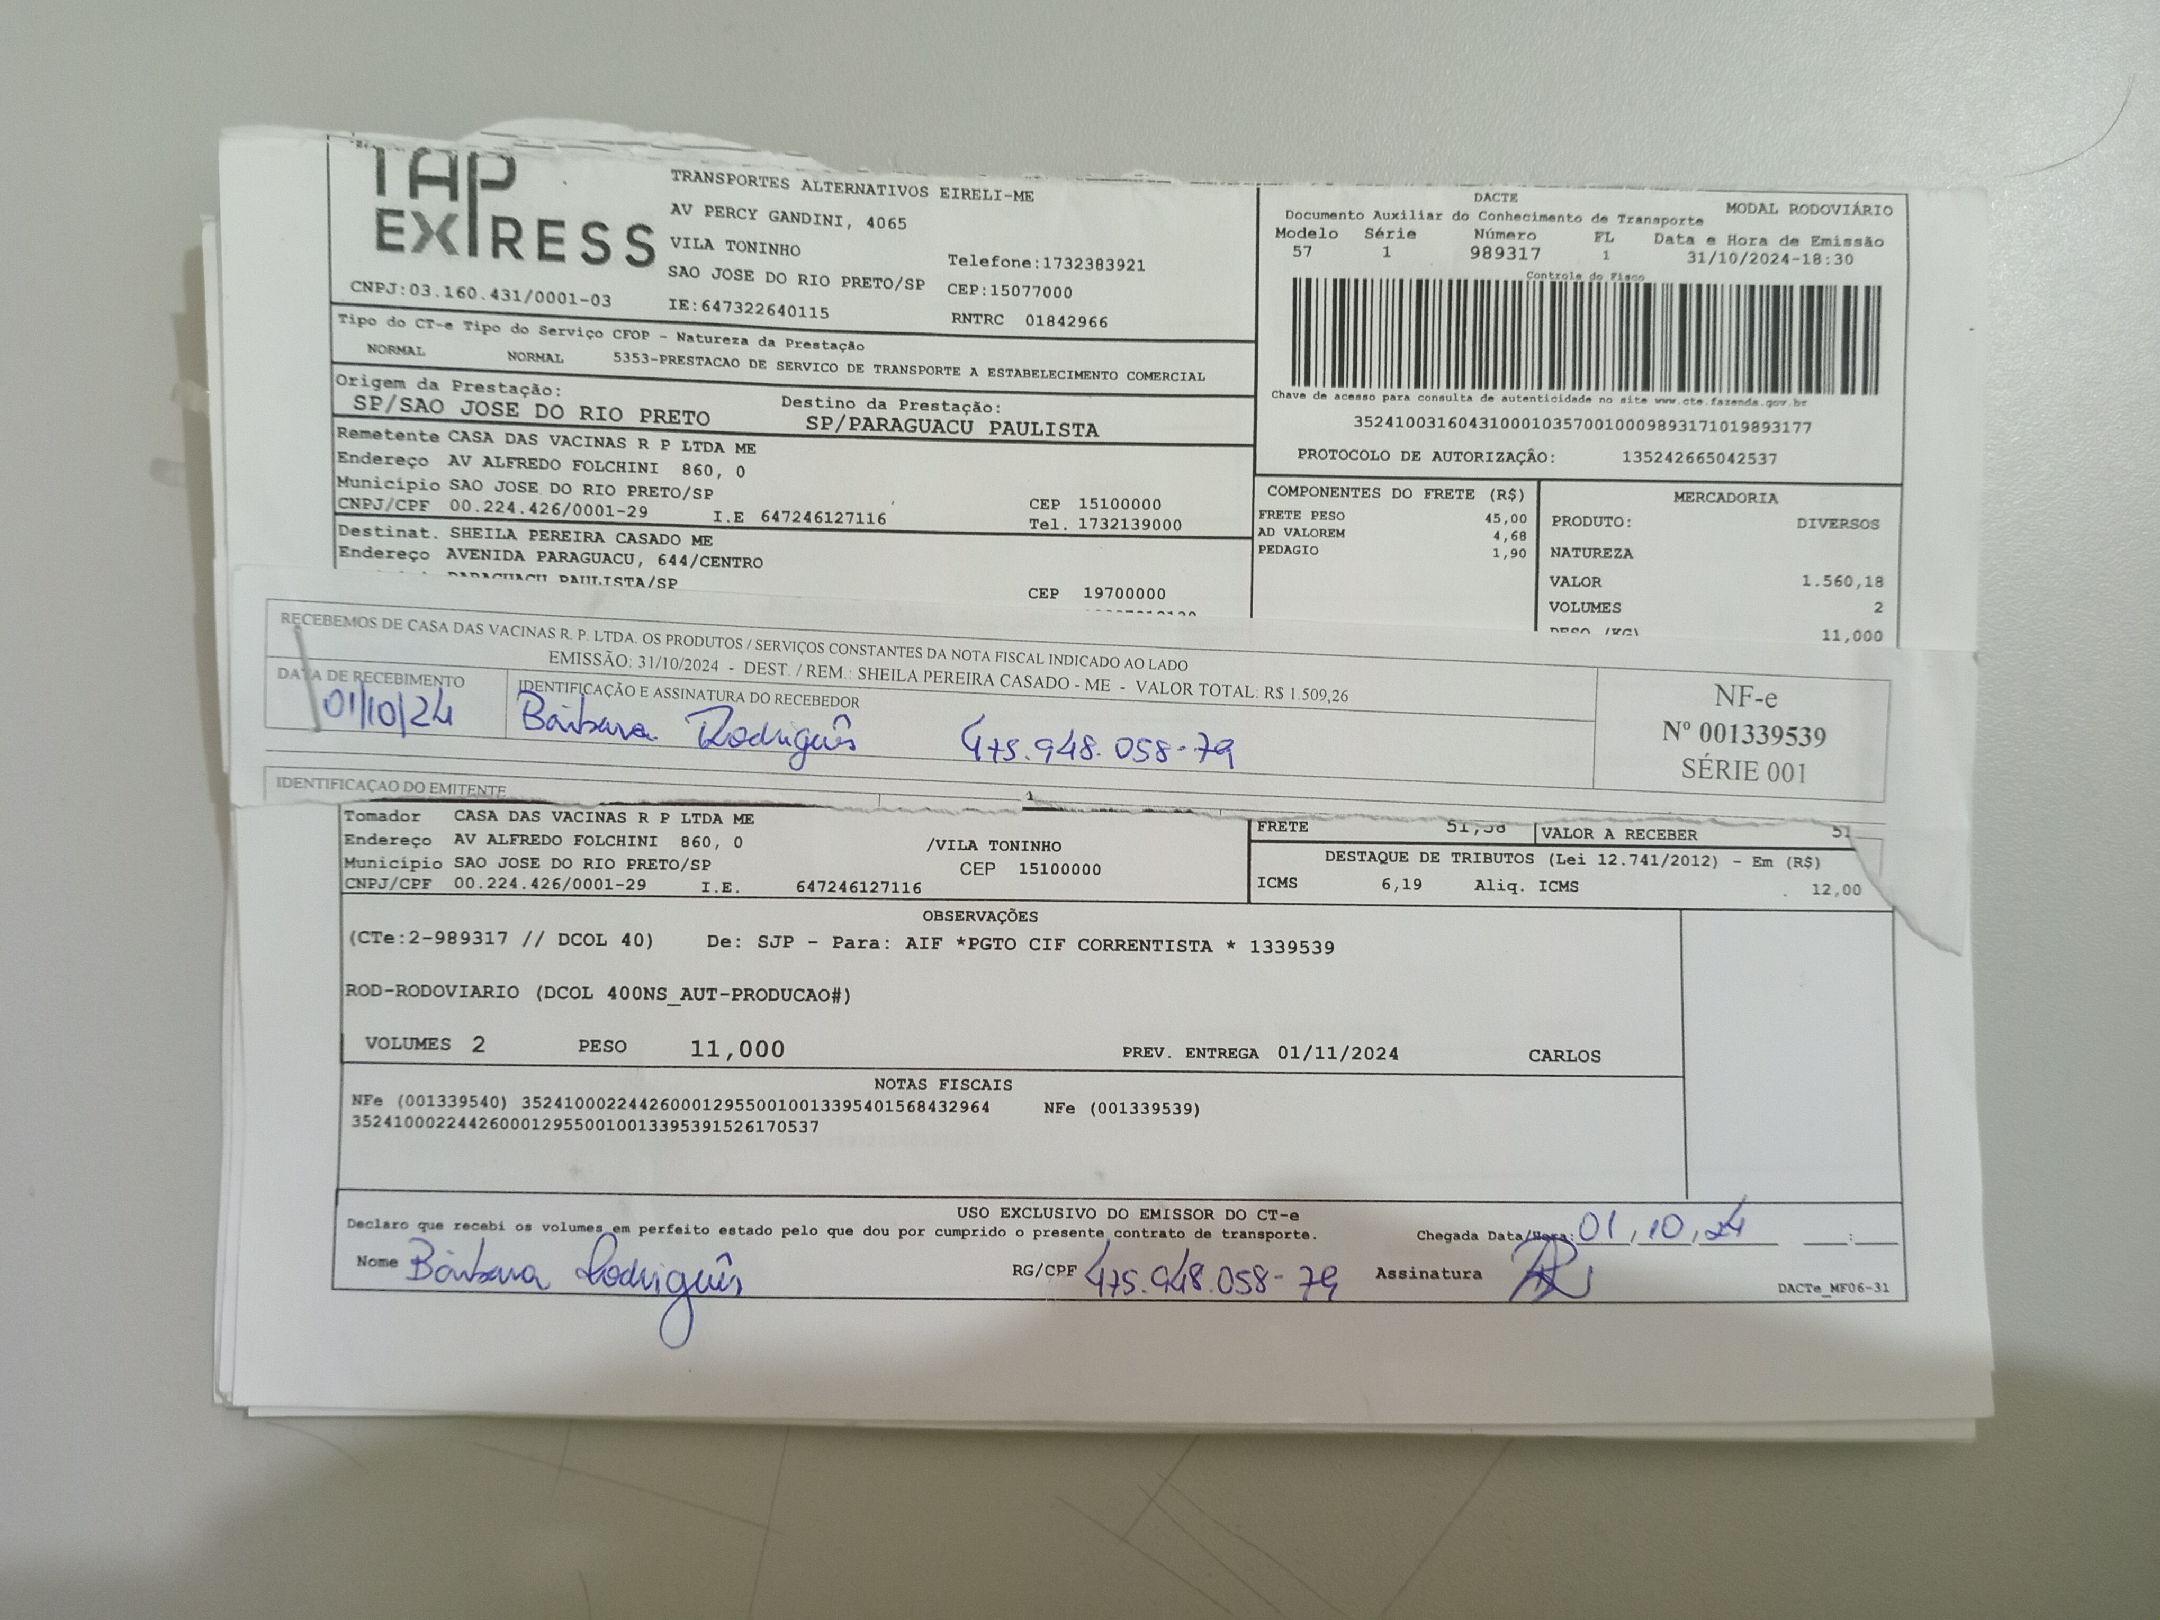 TAP
EXPRESS
CNPJ:03.160.431/0001-03
TRANSPORTES ALTERNATIVOS EIRELI-ME
AV PERCY GANDINI, 4065
VILA TONINHO
SAO JOSE DO RIO PRETO/SP
IE:647322640115
Telefone:1732383921
CEP:15077000
RNTRC 01842966
DACTE
MODAL RODOVIÁRIO
Documento Auxiliar do Conhecimento de Transporte
Modelo Série Número FL Data e Hora de Emissão
57 1 989317 1 31/10/2024-18:30
Controle do Fisco
Chave de acesso para consulta de autenticidade no site www.cte.fazenda.gov.br
35241003160431000103570010009893171019893177
PROTOCOLO DE AUTORIZAÇÃO: 135242665042537
Tipo do CT-e Tipo do Serviço CFOP - Natureza da Prestação
NORMAL NORMAL 5353-PRESTACAO DE SERVICO DE TRANSPORTE A ESTABELECIMENTO COMERCIAL
Origem da Prestação: Destino da Prestação:
SP/SAO JOSE DO RIO PRETO SP/PARAGUACU PAULISTA
Remetente CASA DAS VACINAS R P LTDA ME
Endereço AV ALFREDO FOLCHINI 860, 0
Município SAO JOSE DO RIO PRETO/SP CEP 15100000
CNPJ/CPF 00.224.426/0001-29 I.E 647246127116 Tel. 1732139000
Destinat. SHEILA PEREIRA CASADO ME
Endereço AVENIDA PARAGUACU, 644/CENTRO
PARAGUACU PAULISTA/SP CEP 19700000
COMPONENTES DO FRETE (R$)
FRETE PESO 45,00
AD VALOREM 4,68
PEDAGIO 1,90
MERCADORIA
PRODUTO: DIVERSOS
NATUREZA
VALOR 1.560,18
VOLUMES 2
PESO (KG) 11,000
RECEBEMOS DE CASA DAS VACINAS R. P. LTDA. OS PRODUTOS / SERVIÇOS CONSTANTES DA NOTA FISCAL INDICADO AO LADO
EMISSÃO: 31/10/2024 - DEST. / REM.: SHEILA PEREIRA CASADO - ME - VALOR TOTAL: R$ 1.509,26
DATA DE RECEBIMENTO IDENTIFICAÇÃO E ASSINATURA DO RECEBEDOR
01/10/24 Bárbara Rodriguês 475.948.058-79
NF-e
Nº 001339539
SÉRIE 001
IDENTIFICAÇAO DO EMITENTE
1
Tomador CASA DAS VACINAS R P LTDA ME
Endereço AV ALFREDO FOLCHINI 860, 0 /VILA TONINHO
Município SAO JOSE DO RIO PRETO/SP CEP 15100000
CNPJ/CPF 00.224.426/0001-29 I.E. 647246127116
FRETE 51,58 VALOR A RECEBER 51
DESTAQUE DE TRIBUTOS (Lei 12.741/2012) - Em (R$)
ICMS 6,19 Aliq. ICMS 12,00
OBSERVAÇÕES
(CTe:2-989317 // DCOL 40) De: SJP - Para: AIF *PGTO CIF CORRENTISTA * 1339539
ROD-RODOVIARIO (DCOL 400NS_AUT-PRODUCAO#)
VOLUMES 2 PESO 11,000 PREV. ENTREGA 01/11/2024 CARLOS
NOTAS FISCAIS
NFe (001339540) 35241000224426000129550010013395401568432964 NFe (001339539)
35241000224426000129550010013395391526170537
USO EXCLUSIVO DO EMISSOR DO CT-e
Declaro que recebi os volumes em perfeito estado pelo que dou por cumprido o presente contrato de transporte. Chegada Data/Hora: 01,10,24 :
Nome Bárbara Rodriguês RG/CPF 475.948.058-79 Assinatura
DACTe_MF06-31